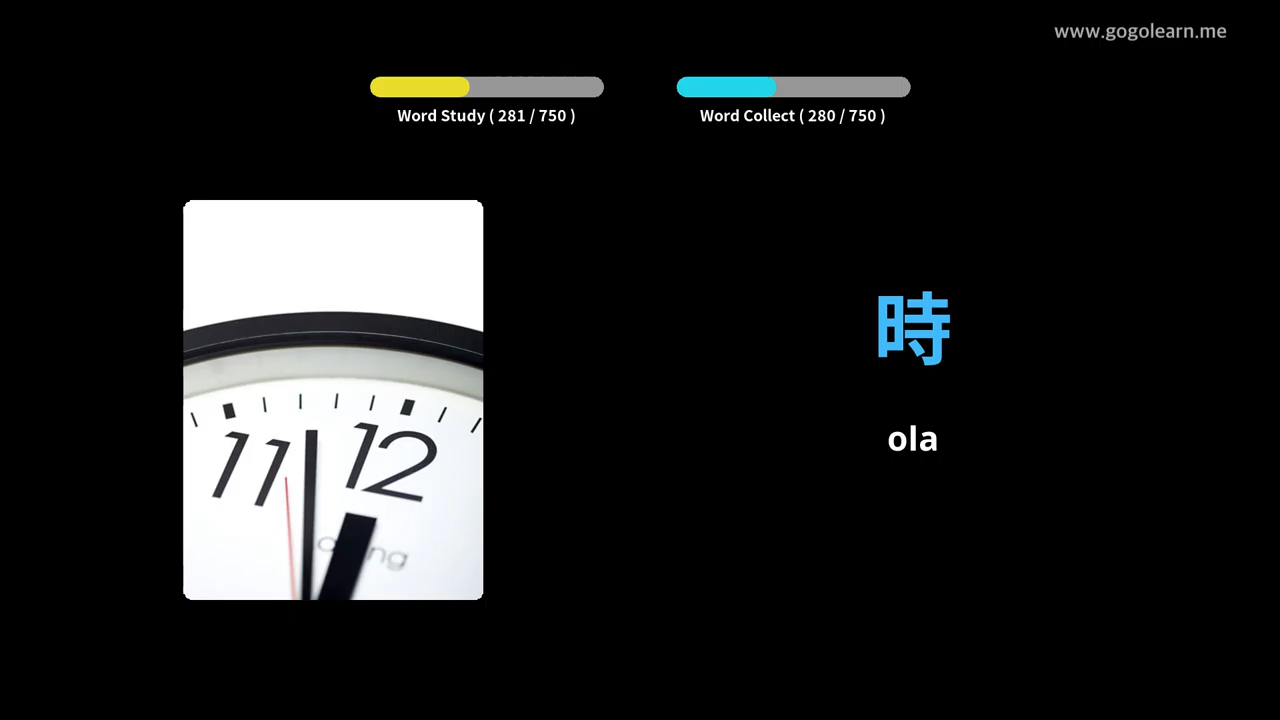 www.gogolearn.me
Word Study ( 281 / 750 )
Word Collect ( 280 / 750 )
11
12
時
ola